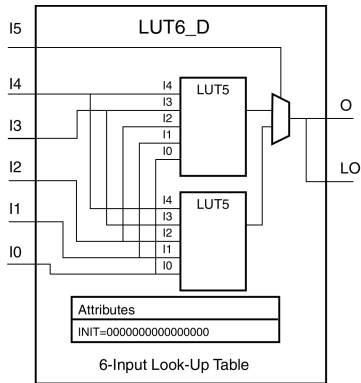 LUT6_D
I5
I4
I3
I2
I1
I0
I4
I3
I2
I1
I0
LUT5
I4
I3
I2
I1
I0
LUT5
O
LO
Attributes
INIT=0000000000000000
6-Input Look-Up Table